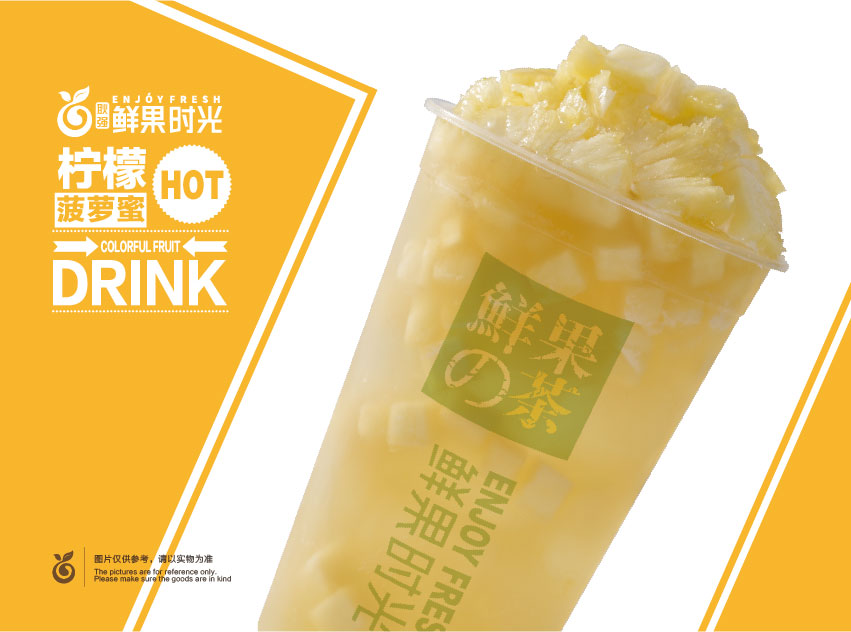 ENJOY FRESH
鲜果时光
柠檬
菠萝蜜
HOT
COLORFUL FRUIT
DRINK
鲜果
の茶
ENJOY FRES
鲜果时光
图片仅供参考，请以实物为准
The pictures are for reference only.
Please make sure the goods are in kind